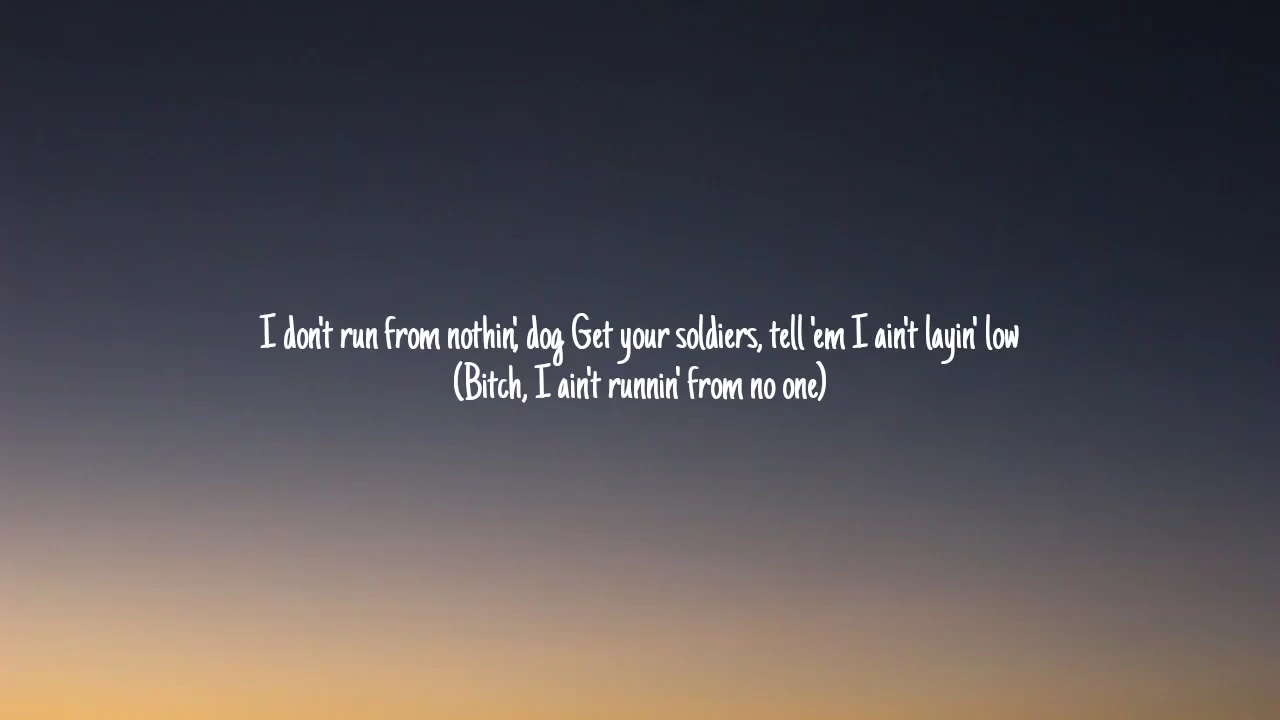 I don't run from nothin', dog Get your soldiers, tell 'em I ain't layin' low
(Bitch, I ain't runnin' from no one)